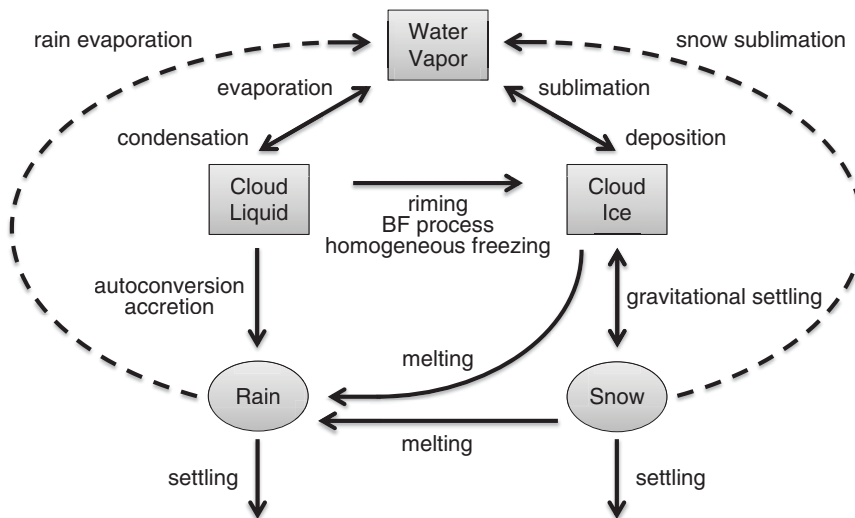 rain evaporation
Water
Vapor
snow sublimation
evaporation
sublimation
condensation
deposition
Cloud
Liquid
riming
BF process
homogeneous freezing
Cloud
Ice
autoconversion
accretion
gravitational settling
melting
Rain
Snow
melting
settling
settling